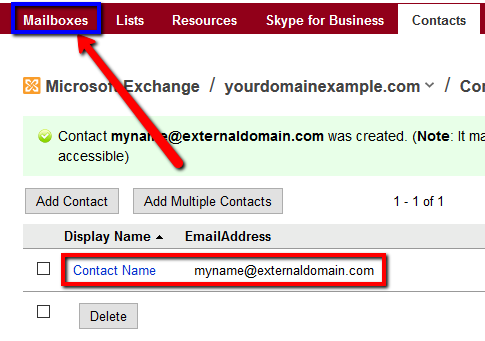 Mailboxes Lists Resources Skype for Business Contacts
Microsoft Exchange / yourdomainexample.com / Co
Contact myname@externaldomain.com was created. (Note: It ma
accessible)
Add Contact Add Multiple Contacts 1 - 1 of 1
Display Name EmailAddress
Contact Name myname@externaldomain.com
Delete